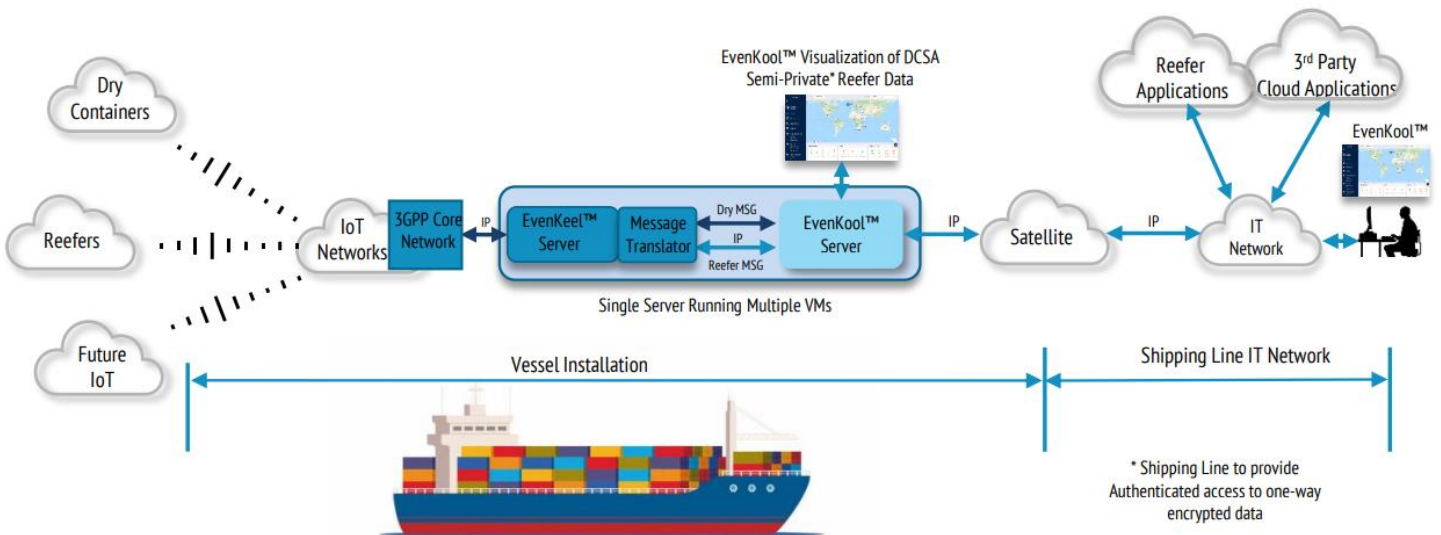 EvenKool™ Visualization of DCSA
Semi-Private* Reefer Data
Dry
Containers
Reefers
Future
IoT
IoT
Networks
3GPP Core
Network
IP
EvenKeel™
Server
Message
Translator
Dry MSG
IP
Reefer MSG
EvenKool™
Server
Single Server Running Multiple VMs
IP
Satellite
IP
Reefer
Applications
3rd Party
Cloud Applications
EvenKool™
IT
Network
Vessel Installation
Shipping Line IT Network
* Shipping Line to provide
Authenticated access to one-way
encrypted data